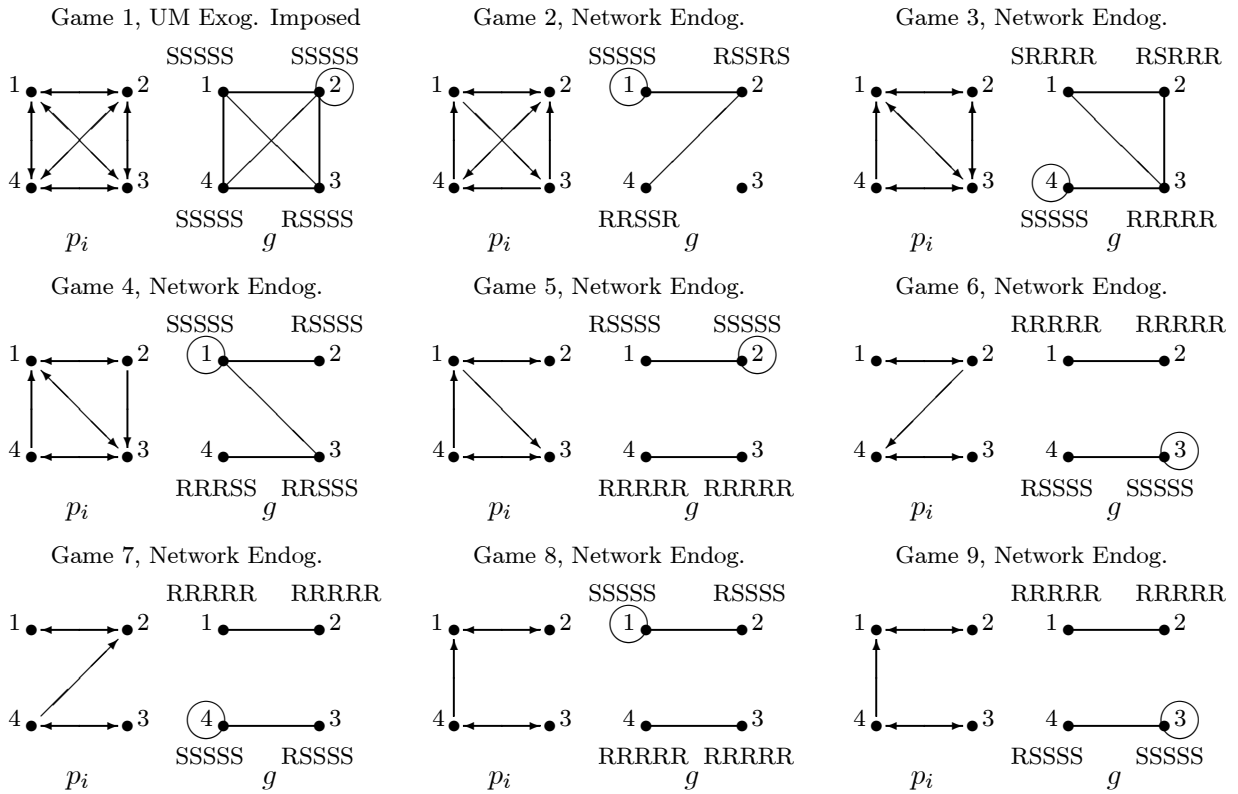 Game 1, UM Exog. Imposed
SSSSS SSSSS
1 2 1 2
4 3 4 3
SSSSS RSSSS
p_i g
Game 2, Network Endog.
SSSSS RSSRS
1 2 1 2
4 3 4 3
RRSSR
p_i g
Game 3, Network Endog.
SRRRR RSRRR
1 2 1 2
4 3 4 3
SSSSS RRRRR
p_i g
Game 4, Network Endog.
SSSSS RSSSS
1 2 1 2
4 3 4 3
RRRSS RRSSS
p_i g
Game 5, Network Endog.
RSSSS SSSSS
1 2 1 2
4 3 4 3
RRRRR RRRRR
p_i g
Game 6, Network Endog.
RRRRR RRRRR
1 2 1 2
4 3 4 3
RSSSS SSSSS
p_i g
Game 7, Network Endog.
RRRRR RRRRR
1 2 1 2
4 3 4 3
SSSSS RSSSS
p_i g
Game 8, Network Endog.
SSSSS RSSSS
1 2 1 2
4 3 4 3
RRRRR RRRRR
p_i g
Game 9, Network Endog.
RRRRR RRRRR
1 2 1 2
4 3 4 3
RSSSS SSSSS
p_i g